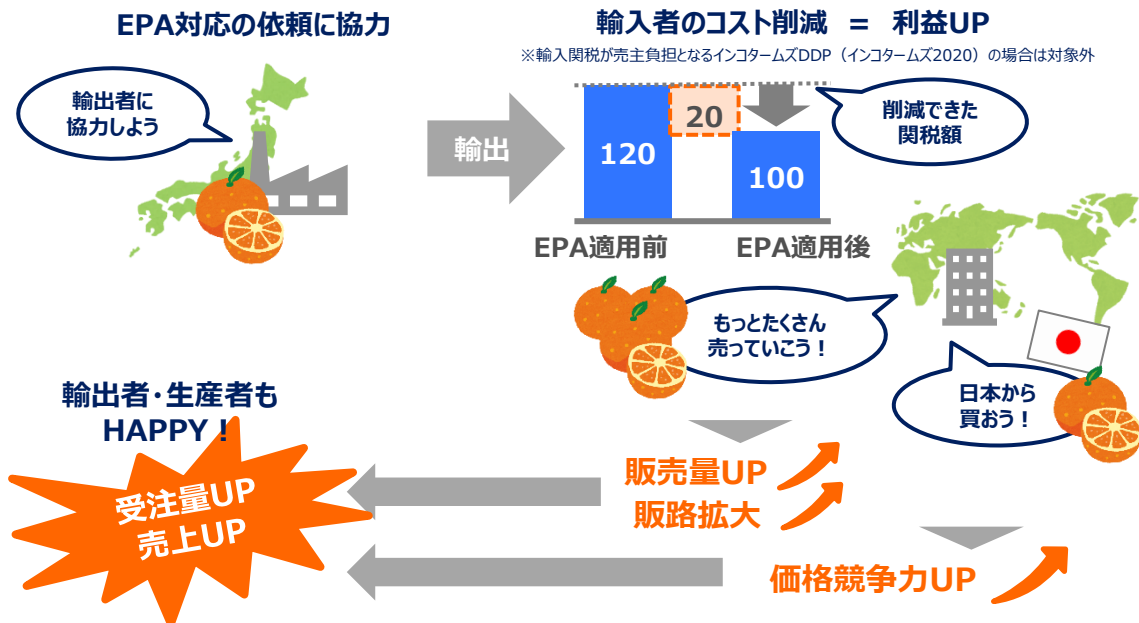 EPA対応の依頼に協力
輸出者に
協力しよう
輸出
輸入者のコスト削減 = 利益UP
※輸入関税が売主負担となるインコタームズDDP（インコタームズ2020）の場合は対象外
120
20
100
削減できた
関税額
EPA適用前
EPA適用後
もっとたくさん
売っていこう！
日本から
買おう！
輸出者・生産者も
HAPPY！
受注量UP
売上UP
販売量UP
販路拡大
価格競争力UP